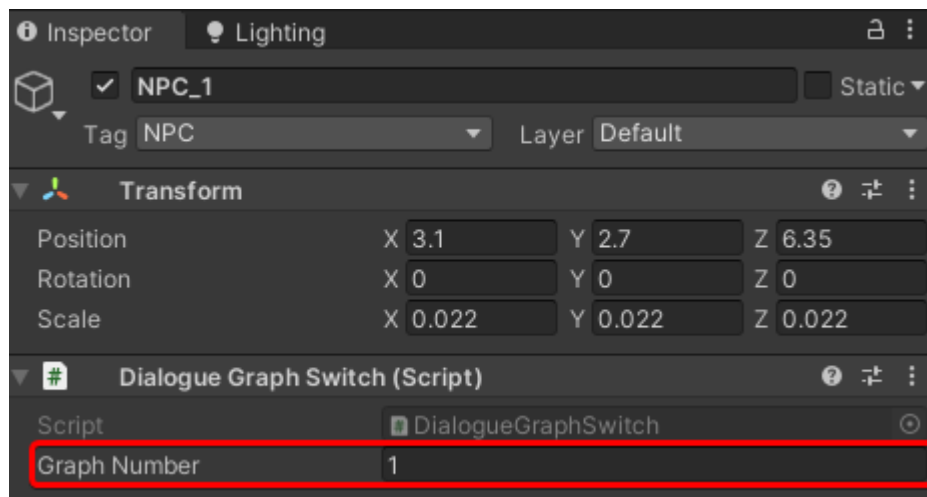 Inspector Lighting
NPC_1 Static
Tag NPC Layer Default
Transform
Position X 3.1 Y 2.7 Z 6.35
Rotation X 0 Y 0 Z 0
Scale X 0.022 Y 0.022 Z 0.022
# Dialogue Graph Switch (Script)
Script # DialogueGraphSwitch
Graph Number 1